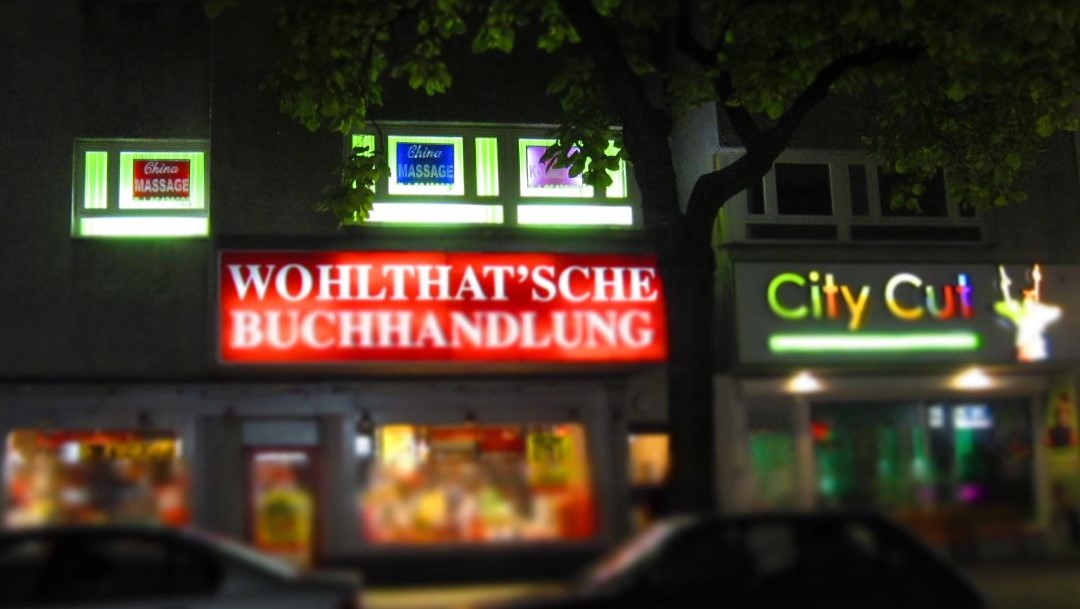 China
MASSAGE
China
MASSAGE
WOHLTHAT'SCHE
BUCHHANDLUNG
City Cut